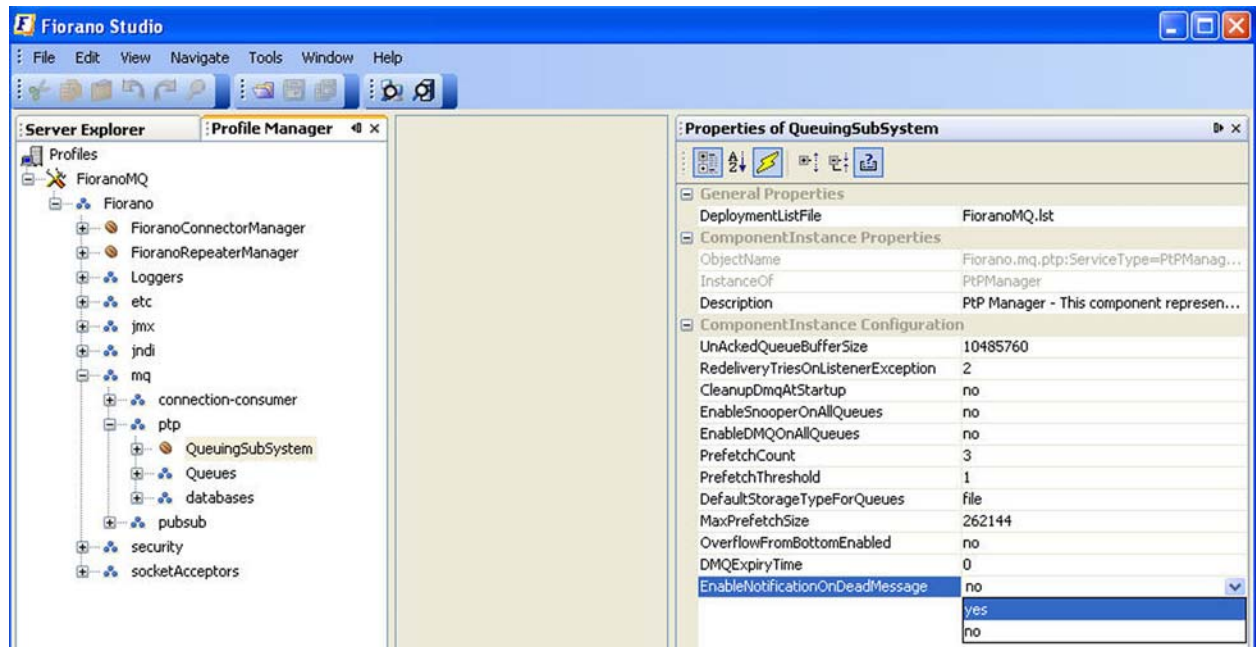 Fiorano Studio
File Edit View Navigate Tools Window Help
Server Explorer Profile Manager
Profiles
FioranoMQ
Fiorano
FioranoConnectorManager
FioranoRepeaterManager
Loggers
etc
jmx
jndi
mq
connection-consumer
ptp
QueuingSubSystem
Queues
databases
pubsub
security
socketAcceptors
Properties of QueuingSubSystem
General Properties
DeploymentListFile FioranoMQ.lst
ComponentInstance Properties
ObjectName Fiorano.mq.ptp:ServiceType=PtPManag...
InstanceOf PtPManager
Description PtP Manager - This component represen...
ComponentInstance Configuration
UnAckedQueueBufferSize 10485760
RedeliveryTriesOnListenerException 2
CleanupDmqAtStartup no
EnableSnooperOnAllQueues no
EnableDMQOnAllQueues no
PrefetchCount 3
PrefetchThreshold 1
DefaultStorageTypeForQueues file
MaxPrefetchSize 262144
OverflowFromBottomEnabled no
DMQExpiryTime 0
EnableNotificationOnDeadMessage no
yes
no